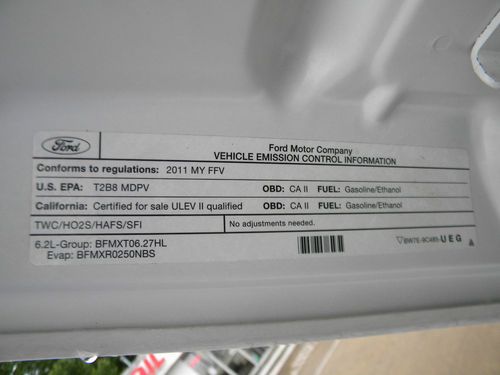 Ford
Ford Motor Company
VEHICLE EMISSION CONTROL INFORMATION
Conforms to regulations: 2011 MY FFV
U.S. EPA: T2B8 MDPV OBD: CA II FUEL: Gasoline/Ethanol
California: Certified for sale ULEV II qualified OBD: CA II FUEL: Gasoline/Ethanol
TWC/HO2S/HAFS/SFI No adjustments needed.
6.2L-Group: BFMXT06.27HL
Evap: BFMXR0250NBS
UEG A